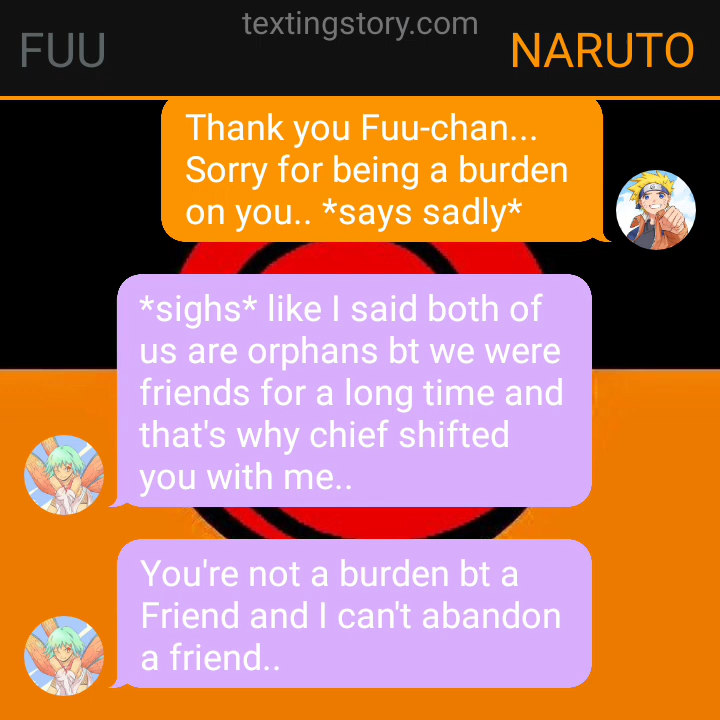 textingstory.com
FUU
NARUTO
Thank you Fuu-chan...
Sorry for being a burden
on you.. *says sadly*
*sighs* like I said both of
us are orphans bt we were
friends for a long time and
that's why chief shifted
you with me..
You're not a burden bt a
Friend and I can't abandon
a friend..